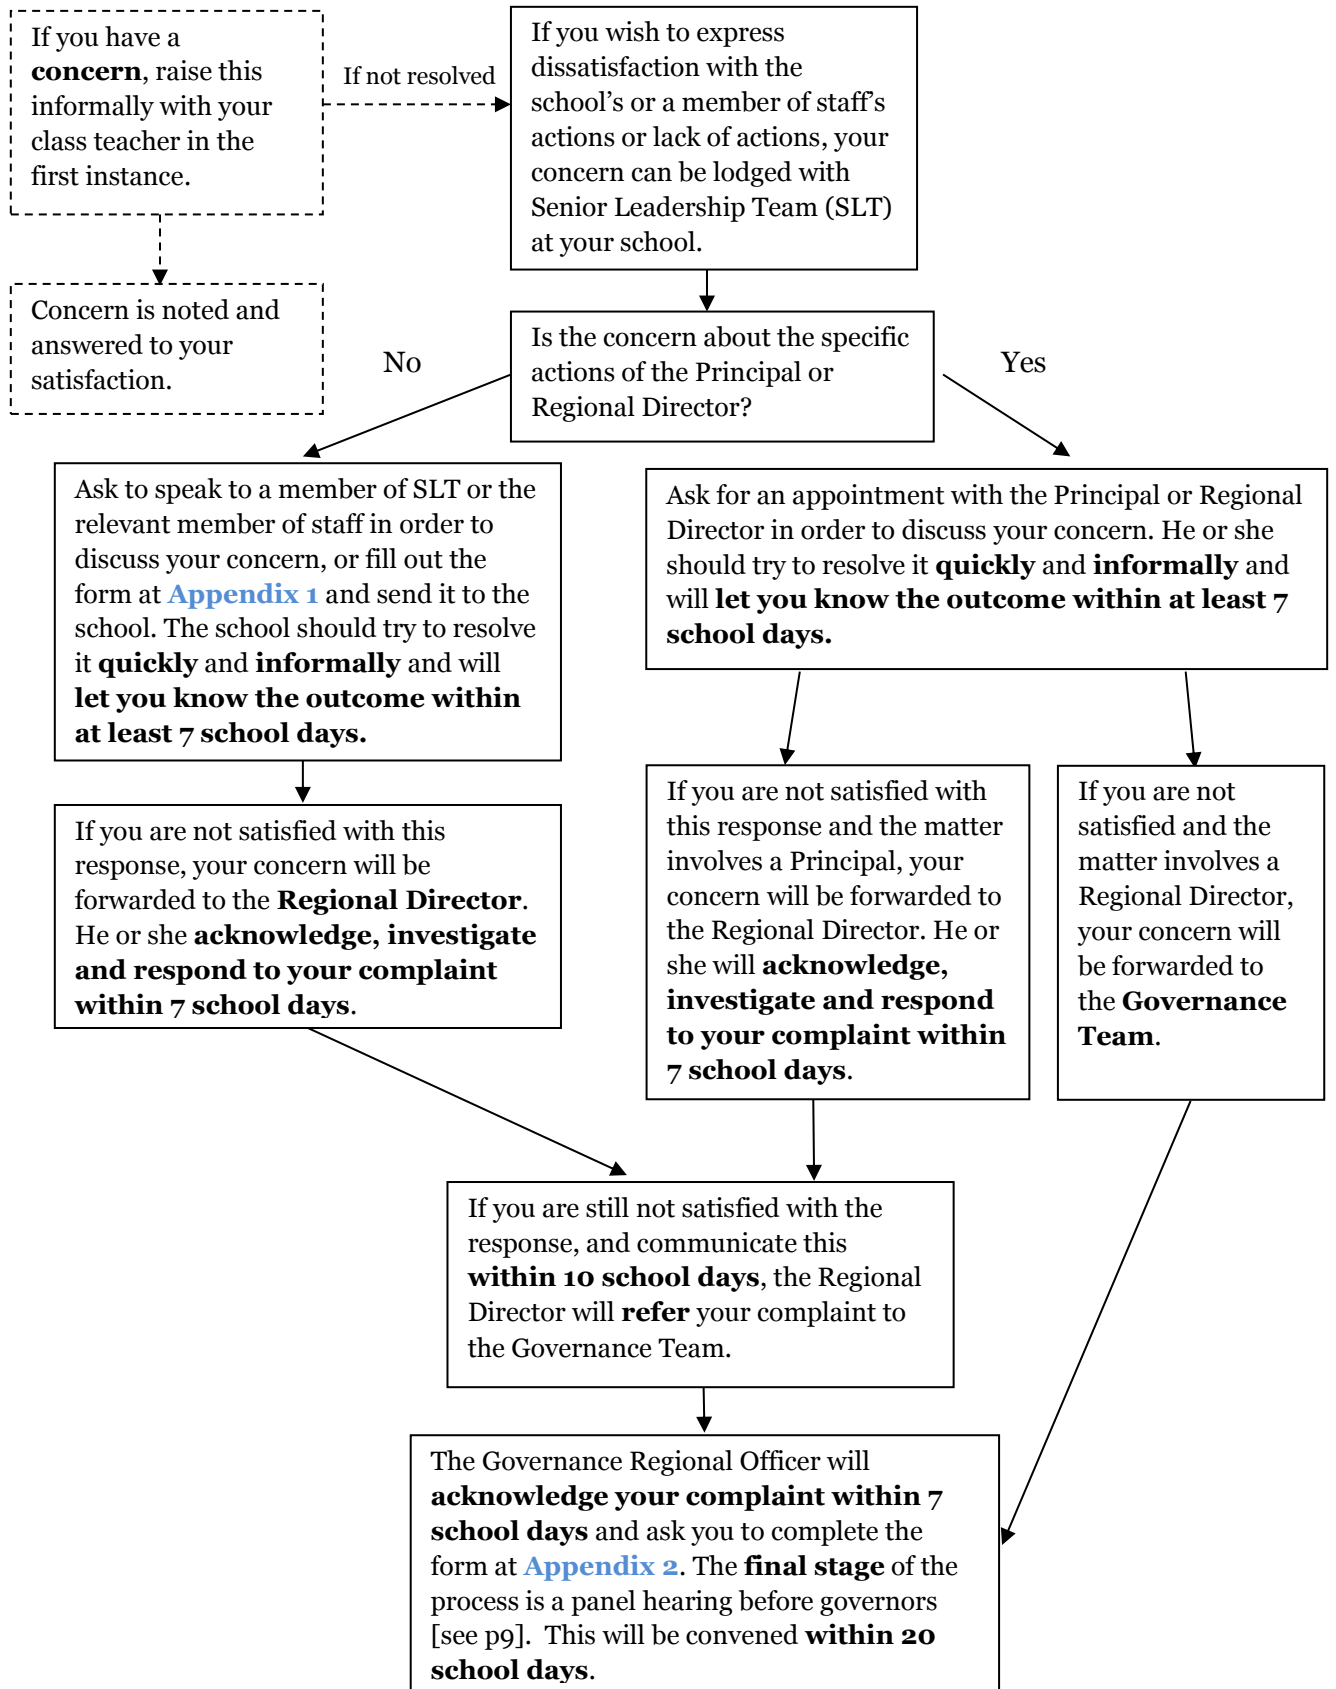 If you have a
concern, raise this
informally with your
class teacher in the
first instance.
If not resolved
If you wish to express
dissatisfaction with the
school’s or a member of staff’s
actions or lack of actions, your
concern can be lodged with
Senior Leadership Team (SLT)
at your school.
Concern is noted and
answered to your
satisfaction.
No
Is the concern about the specific
actions of the Principal or
Regional Director?
Yes
Ask to speak to a member of SLT or the
relevant member of staff in order to
discuss your concern, or fill out the
form at Appendix 1 and send it to the
school. The school should try to resolve
it quickly and informally and will
let you know the outcome within
at least 7 school days.
Ask for an appointment with the Principal or Regional
Director in order to discuss your concern. He or she
should try to resolve it quickly and informally and
will let you know the outcome within at least 7
school days.
If you are not satisfied with this
response, your concern will be
forwarded to the Regional Director.
He or she acknowledge, investigate
and respond to your complaint
within 7 school days.
If you are not satisfied with
this response and the matter
involves a Principal, your
concern will be forwarded to
the Regional Director. He or
she will acknowledge,
investigate and respond
to your complaint within
7 school days.
If you are not
satisfied and the
matter involves a
Regional Director,
your concern will
be forwarded to
the Governance
Team.
If you are still not satisfied with the
response, and communicate this
within 10 school days, the Regional
Director will refer your complaint to
the Governance Team.
The Governance Regional Officer will
acknowledge your complaint within 7
school days and ask you to complete the
form at Appendix 2. The final stage of the
process is a panel hearing before governors
[see p9].  This will be convened within 20
school days.